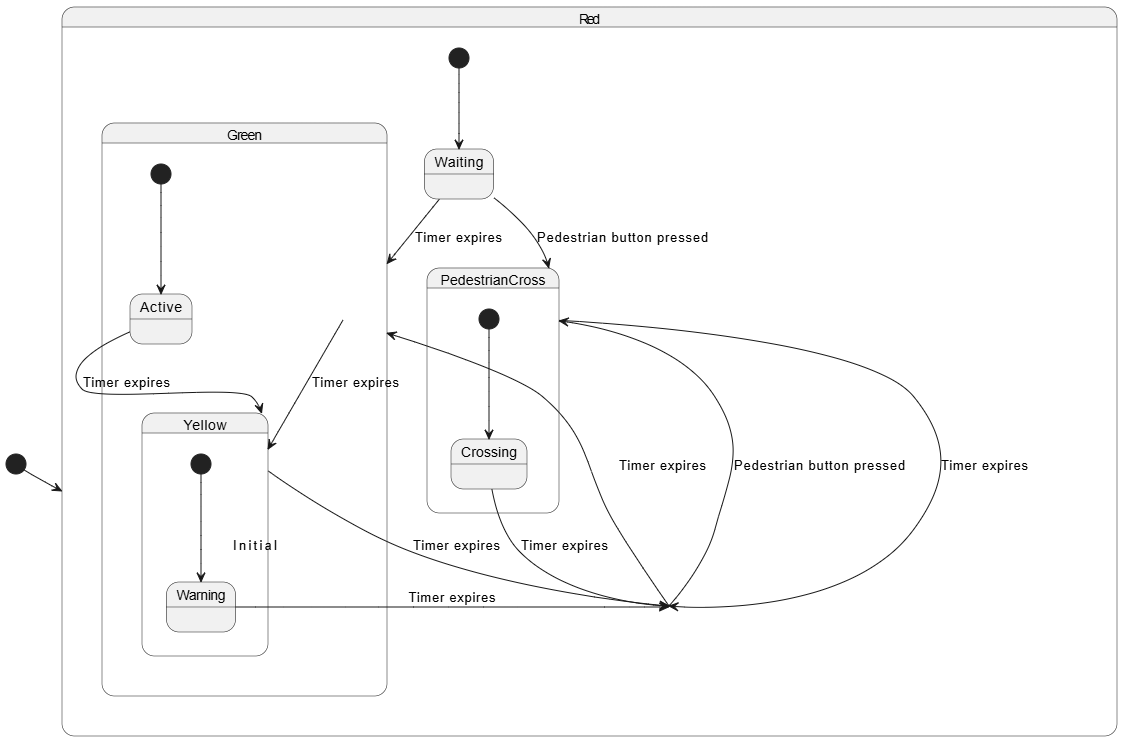 Red
Green
Waiting
Timer expires
Pedestrian button pressed
PedestrianCross
Active
Timer expires
Timer expires
Yellow
Crossing
Timer expires
Pedestrian button pressed
Timer expires
Initial
Timer expires
Timer expires
Warning
Timer expires